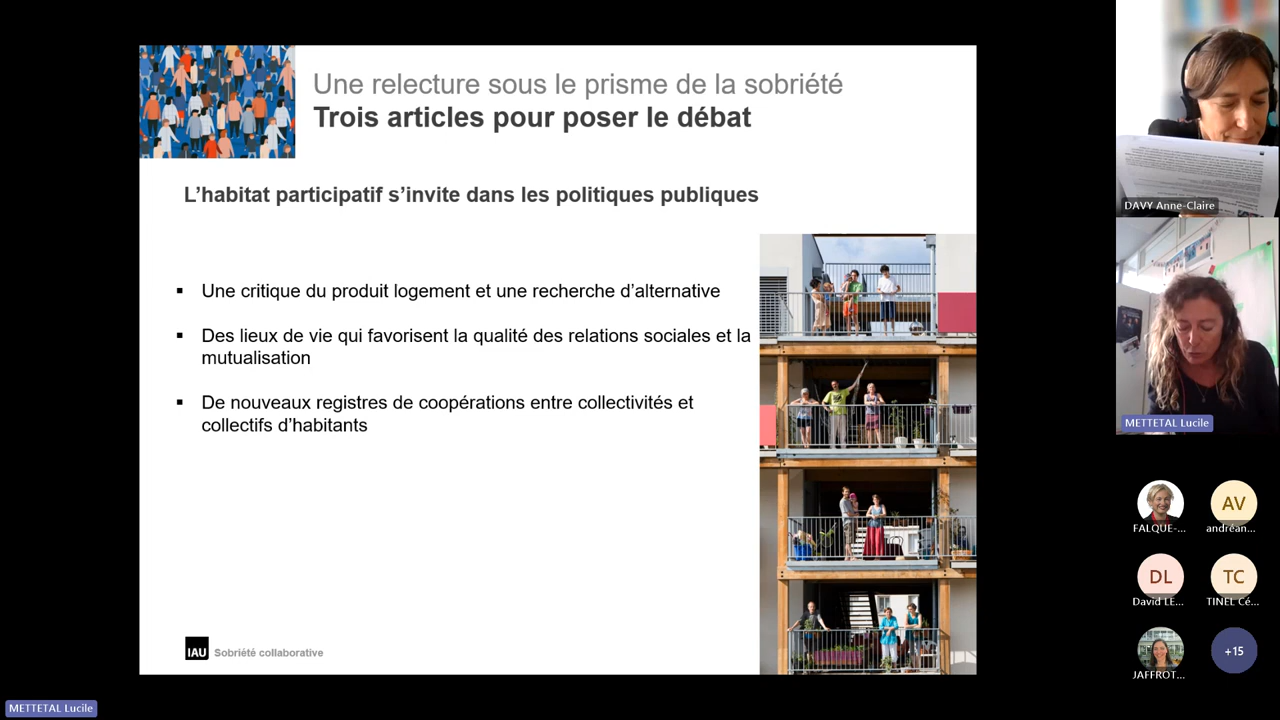 Une relecture sous le prisme de la sobriété
Trois articles pour poser le débat
L’habitat participatif s’invite dans les politiques publiques
▪ Une critique du produit logement et une recherche d’alternative
▪ Des lieux de vie qui favorisent la qualité des relations sociales et la
mutualisation
▪ De nouveaux registres de coopérations entre collectivités et
collectifs d’habitants
IAU Sobriété collaborative
DAVY Anne-Claire
METTETAL Lucile
FALQUE-...
AV
andréan...
DL
David LE...
TC
TINEL Cé...
JAFFROT...
+15
METTETAL Lucile